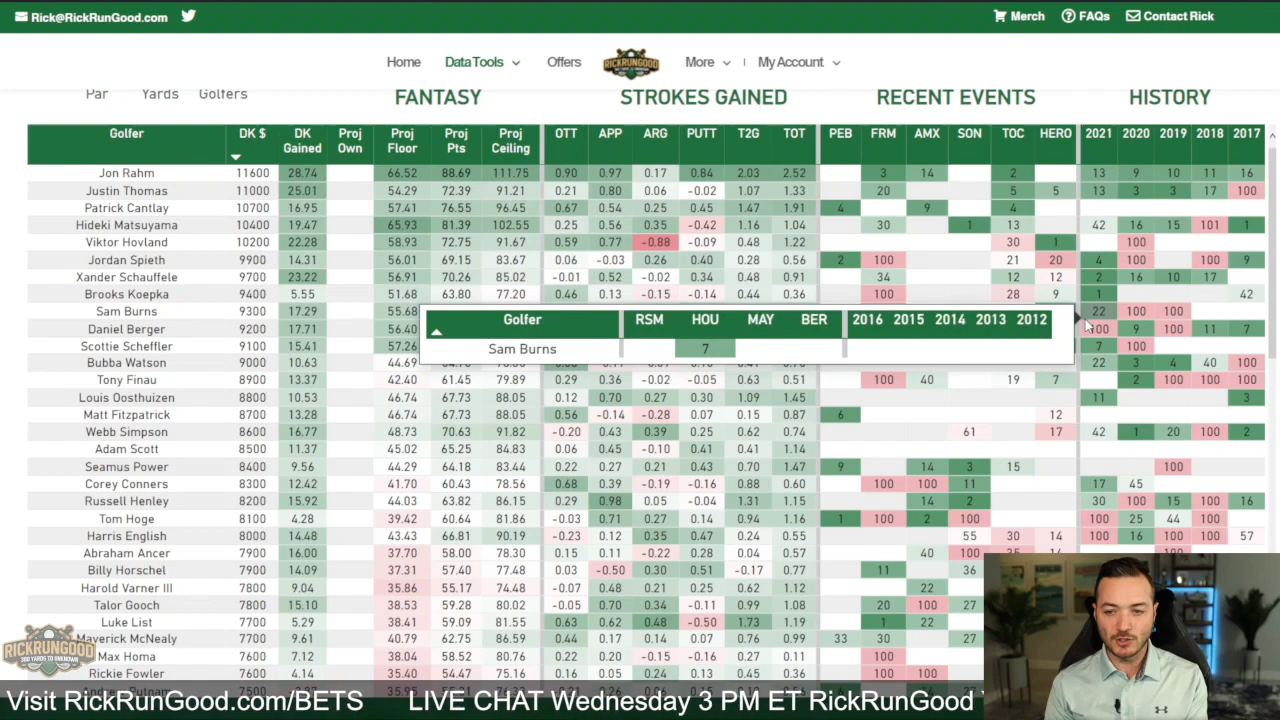 Rick@RickRunGood.com Merch FAQs Contact Rick
Home Data Tools Offers RICKRUNGOOD More | My Account
Par Yards Golfers FANTASY STROKES GAINED RECENT EVENTS HISTORY
Golfer DK $ DK Gained Proj Own Proj Floor Proj Pts Proj Ceiling OTT APP ARG PUTT T2G TOT PEB FRM AMX SON TOC HERO 2021 2020 2019 2018 2017
Jon Rahm 11600 28.74 66.52 88.69 111.75 0.90 0.97 0.17 0.84 2.03 2.52 3 14 2 13 9 10 11 16
Justin Thomas 11000 25.01 54.29 72.39 91.21 0.21 0.80 0.06 -0.02 1.07 1.33 20 5 5 13 3 3 17 100
Patrick Cantlay 10700 16.95 57.41 76.55 96.45 0.67 0.54 0.25 0.45 1.47 1.91 4 9 4
Hideki Matsuyama 10400 19.47 65.93 81.39 102.55 0.25 0.56 0.35 -0.42 1.16 1.04 30 1 13 42 16 15 101 1
Viktor Hovland 10200 22.28 58.93 72.75 91.67 0.59 0.77 -0.88 -0.09 0.48 1.22 30 1 100
Jordan Spieth 9900 14.31 56.01 69.15 83.67 0.06 -0.03 0.26 0.40 0.28 0.56 2 100 21 20 4 100 100 9
Xander Schauffele 9700 23.22 56.91 70.26 85.02 -0.01 0.52 -0.02 0.34 0.48 0.91 34 12 12 2 16 10 17
Brooks Koepka 9400 5.55 51.68 63.80 77.20 0.46 0.13 -0.15 -0.14 0.44 0.36 100 28 9 1 42
Sam Burns 9300 17.29 55.68 22 100 100
Daniel Berger 9200 17.71 56.40 100 9 100 11 7
Scottie Scheffler 9100 15.41 57.26 7 100
Golfer RSM HOU MAY BER 2016 2015 2014 2013 2012
Sam Burns 7
Bubba Watson 9000 10.63 44.69 22 3 4 40 100
Tony Finau 8900 13.37 42.40 61.45 79.89 0.29 0.36 -0.02 -0.05 0.63 0.51 100 40 19 7 2 100 100 100
Louis Oosthuizen 8800 10.53 46.74 67.73 88.05 0.12 0.70 0.27 0.30 1.09 1.45 11 3
Matt Fitzpatrick 8700 13.28 46.74 67.73 88.05 0.56 -0.14 -0.28 0.07 0.15 0.87 6 12
Webb Simpson 8600 16.77 48.73 70.63 91.82 -0.20 0.43 0.39 0.25 0.62 0.74 61 17 42 1 20 100 2
Adam Scott 8500 11.37 45.02 65.25 84.83 0.06 0.45 -0.10 0.41 0.41 1.14
Seamus Power 8400 9.56 44.29 64.18 83.44 0.22 0.27 0.21 0.43 0.70 1.47 9 14 3 15 100
Corey Conners 8300 12.42 41.70 60.43 78.56 0.68 0.39 -0.19 -0.16 0.88 0.60 100 100 11 17 45
Russell Henley 8200 15.92 44.03 63.82 86.15 0.29 0.98 0.05 -0.04 1.31 1.15 14 2 30 100 15 100 16
Tom Hoge 8100 4.28 39.42 60.64 81.86 -0.03 0.71 0.27 0.14 0.94 1.16 1 100 2 100 100 25 44 100
Harris English 8000 14.48 43.43 66.81 90.19 -0.23 0.12 0.35 0.47 0.24 0.55 55 30 14 100 16 100 100 57
Abraham Ancer 7900 16.00 37.70 58.00 78.30 0.15 0.11 -0.22 0.28 0.04 0.57 40 100
Billy Horschel 7900 14.09 37.31 57.40 77.48 0.03 -0.50 0.30 0.51 -0.17 0.77 11 36
Harold Varner III 7800 9.04 35.86 55.17 74.48 -0.07 0.48 0.21 0.25 0.62 1.12 22
Talor Gooch 7800 15.10 38.53 59.28 80.02 -0.05 0.70 0.34 -0.11 0.99 1.08 20 100 27
Luke List 7700 5.29 38.41 59.09 81.55 0.63 0.62 0.48 -0.50 1.73 1.19 1 22
Maverick McNealy 7700 9.61 40.79 62.75 86.59 0.44 0.17 0.14 0.07 0.76 0.99 33 30 27
Max Homa 7600 7.12 38.04 58.52 80.76 0.22 0.20 -0.15 -0.16 0.27 0.11 100
Rickie Fowler 7600 4.14 35.40 54.47 75.16 0.16 0.05 0.24 0.13 0.45 0.36 100 100
RICKRUNGOOD
300 YARDS TO UNKNOWN
Visit RickRunGood.com/BETS LIVE CHAT Wednesday 3 PM ET RickRunGood